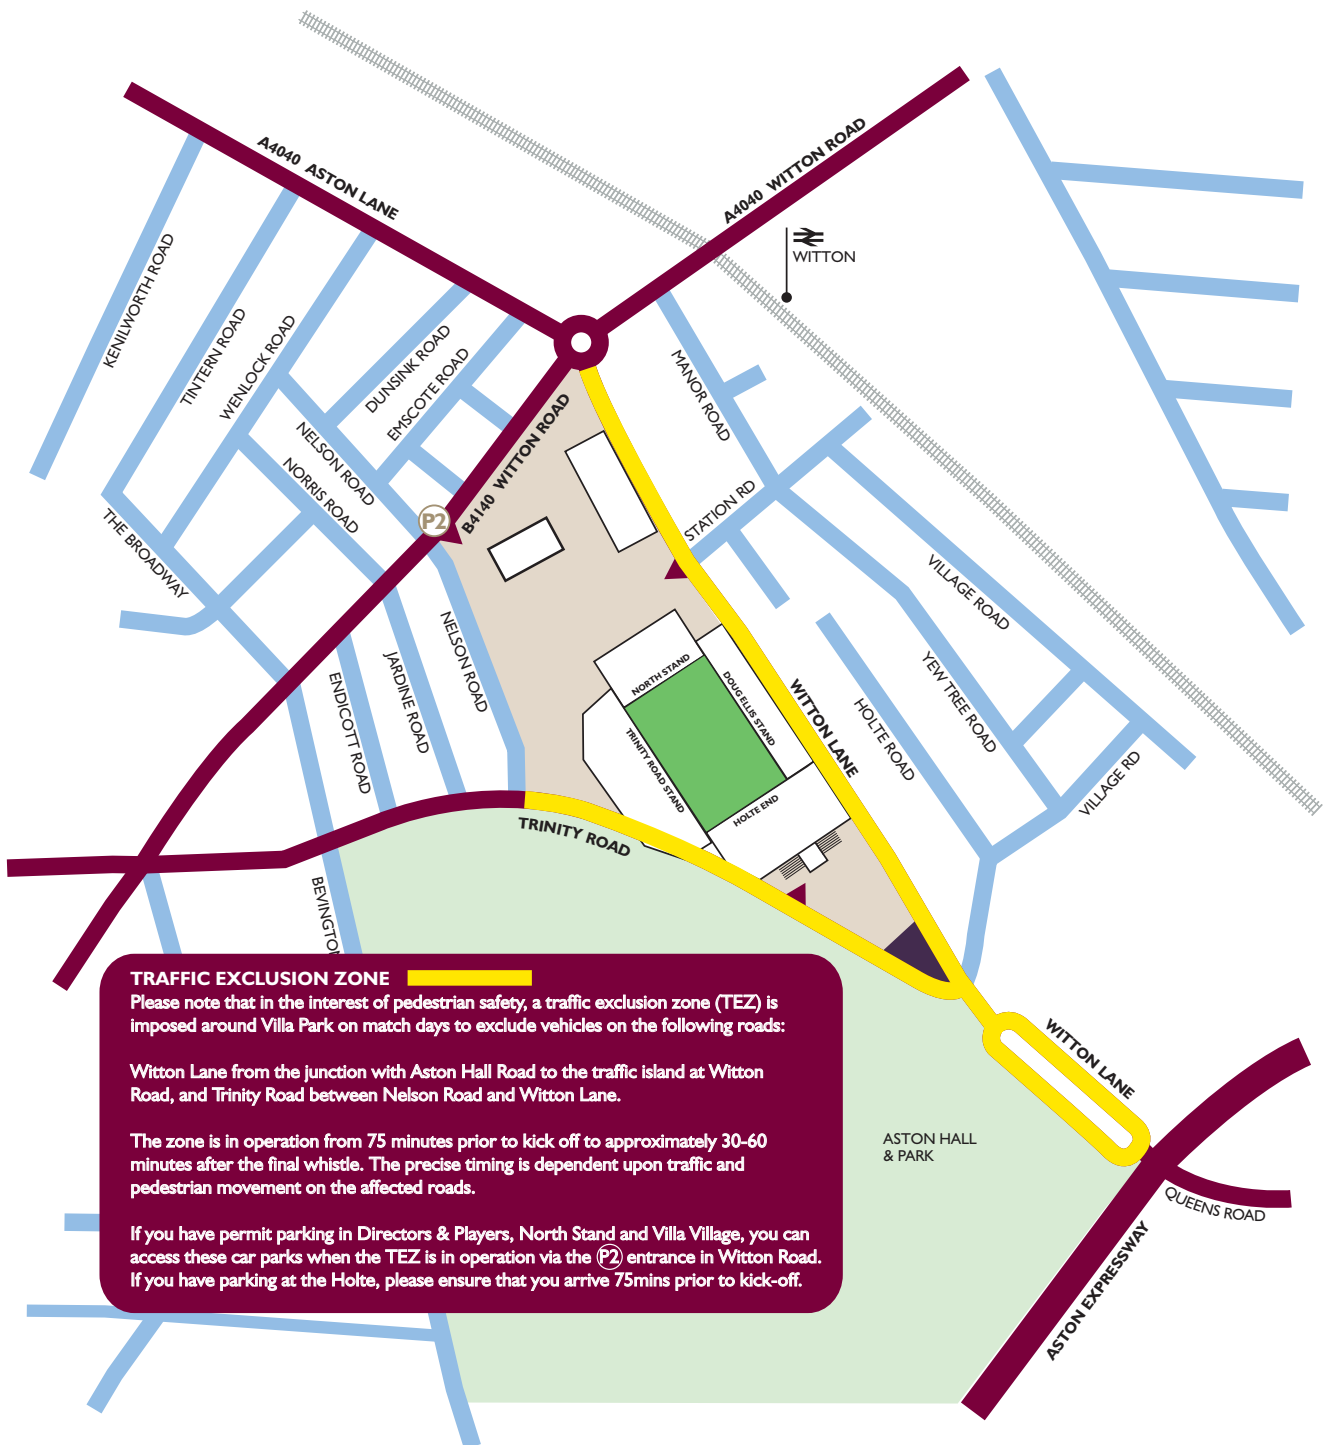 A4040 ASTON LANE
A4040 WITTON ROAD
WITTON
KENILWORTH ROAD
TINTERN ROAD
WENLOCK ROAD
DUNSINK ROAD
EMSCOTE ROAD
NELSON ROAD
NORRIS ROAD
THE BROADWAY
B4140 WITTON ROAD
P2
MANOR ROAD
STATION RD
VILLAGE ROAD
YEW TREE ROAD
HOLTE ROAD
VILLAGE RD
NELSON ROAD
JARDINE ROAD
ENDICOTT ROAD
NORTH STAND
DOUG ELLIS STAND
TRINITY ROAD STAND
HOLTE END
WITTON LANE
TRINITY ROAD
BEVINGTON
TRAFFIC EXCLUSION ZONE
Please note that in the interest of pedestrian safety, a traffic exclusion zone (TEZ) is
imposed around Villa Park on match days to exclude vehicles on the following roads:
Witton Lane from the junction with Aston Hall Road to the traffic island at Witton
Road, and Trinity Road between Nelson Road and Witton Lane.
The zone is in operation from 75 minutes prior to kick off to approximately 30-60
minutes after the final whistle. The precise timing is dependent upon traffic and
pedestrian movement on the affected roads.
If you have permit parking in Directors & Players, North Stand and Villa Village, you can
access these car parks when the TEZ is in operation via the P2 entrance in Witton Road.
If you have parking at the Holte, please ensure that you arrive 75mins prior to kick-off.
WITTON LANE
ASTON HALL
& PARK
QUEENS ROAD
ASTON EXPRESSWAY